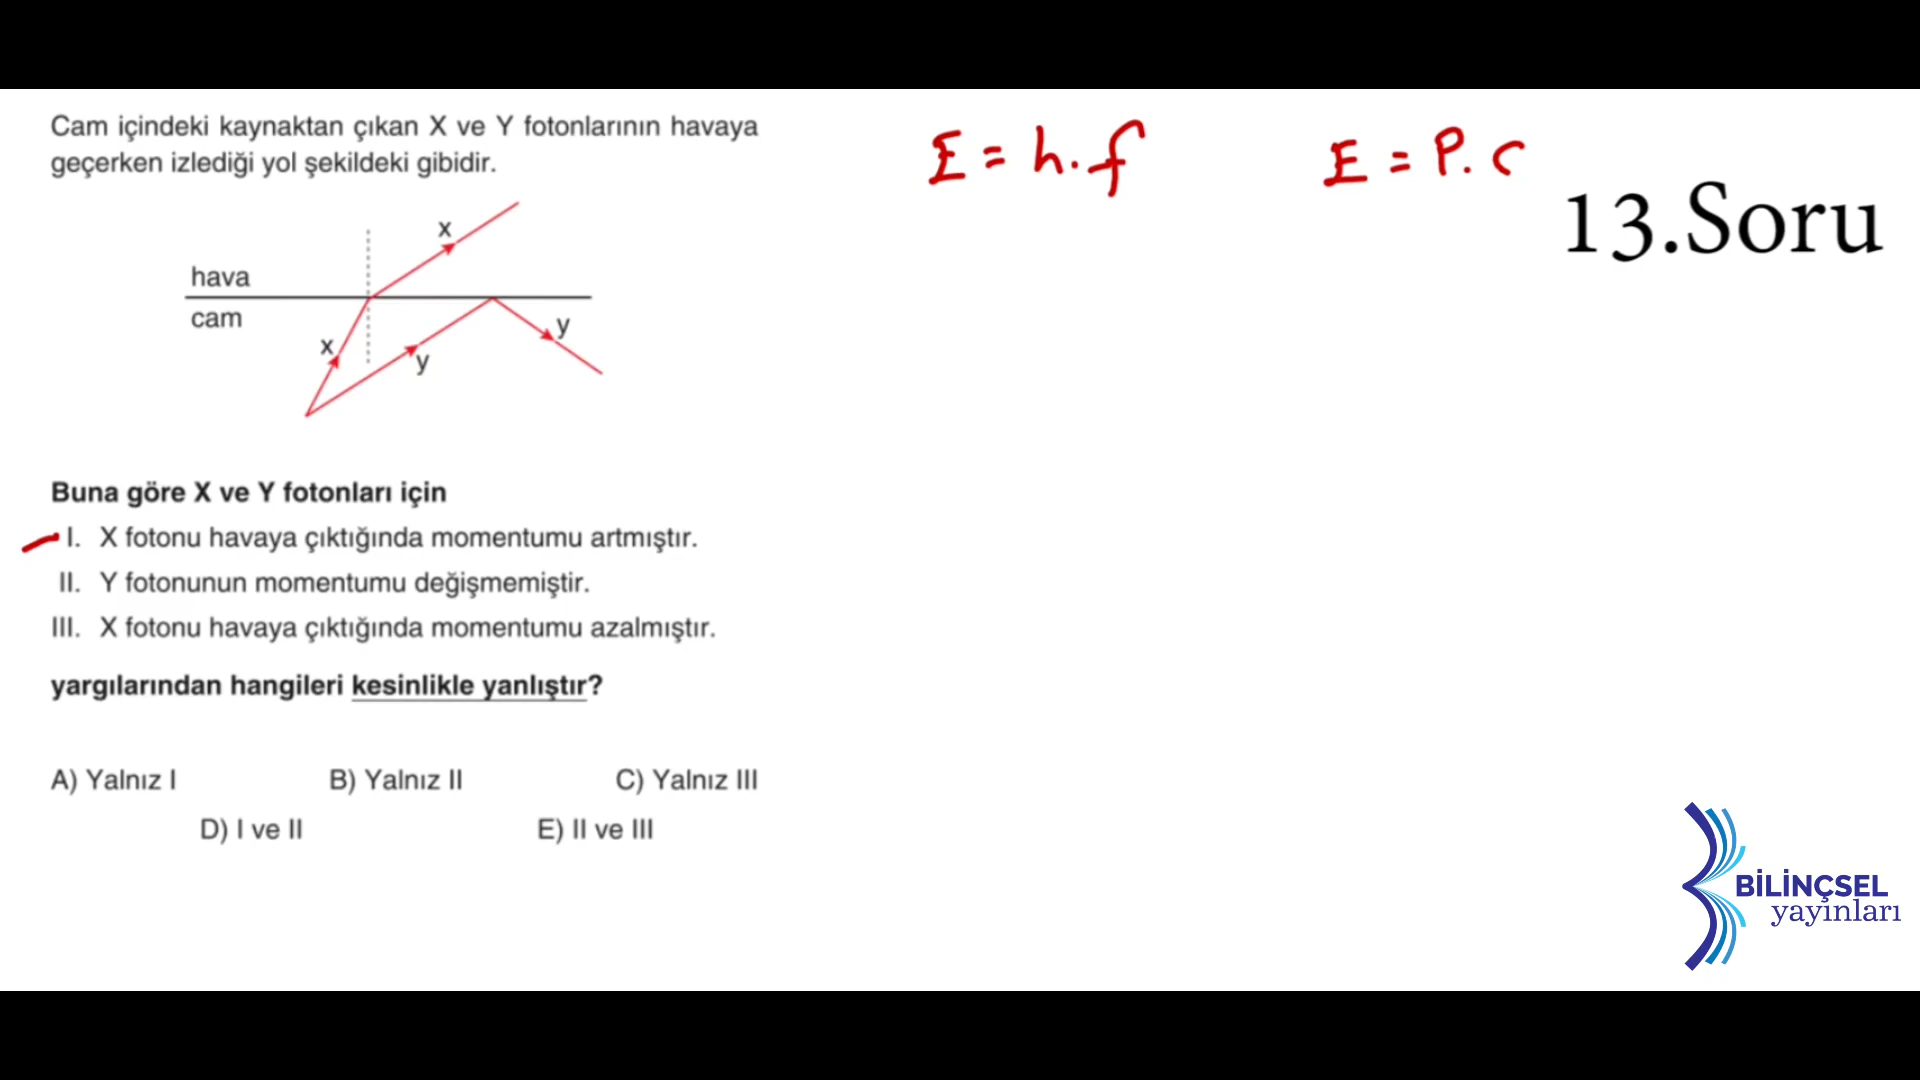 Cam içindeki kaynaktan çıkan X ve Y fotonlarının havaya
geçerken izlediği yol şekildeki gibidir.
E = h.f
E = P.c
13.Soru
x
hava
cam
x
y
y
Buna göre X ve Y fotonları için
I. X fotonu havaya çıktığında momentumu artmıştır.
II. Y fotonunun momentumu değişmemiştir.
III. X fotonu havaya çıktığında momentumu azalmıştır.
yargılarından hangileri kesinlikle yanlıştır?
A) Yalnız I B) Yalnız II C) Yalnız III
D) I ve II E) II ve III
BİLİNÇSEL
yayınları